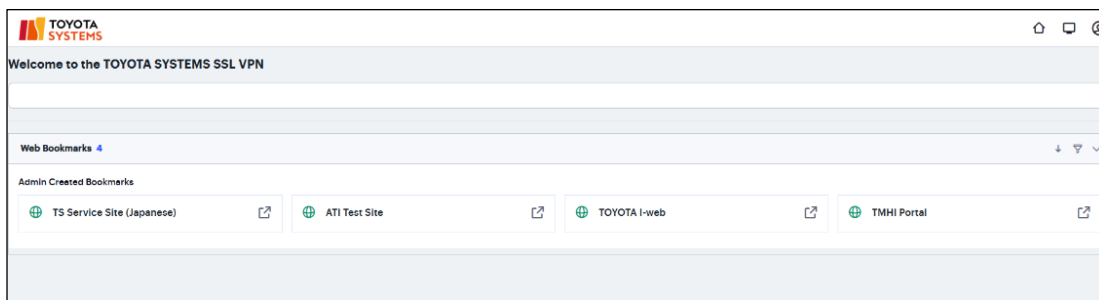 TOYOTA
SYSTEMS
Welcome to the TOYOTA SYSTEMS SSL VPN
Web Bookmarks 4
Admin Created Bookmarks
TS Service Site (Japanese)
ATI Test Site
TOYOTA I-web
TMHI Portal